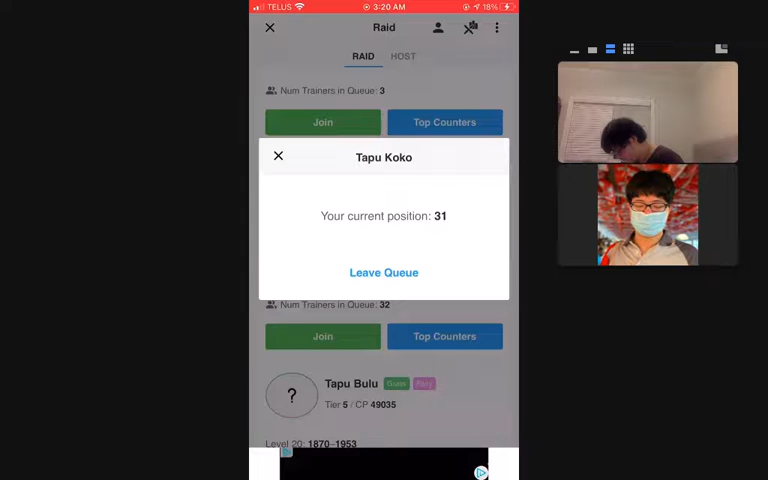 TELUS 3:20 AM 18%
Raid
RAID HOST
Num Trainers in Queue: 3
Join Top Counters
Tapu Koko
Your current position: 31
Leave Queue
Num Trainers in Queue: 32
Join Top Counters
?
Tapu Bulu Grass Fairy
Tier 5 / CP 49035
Level 20: 1870–1953